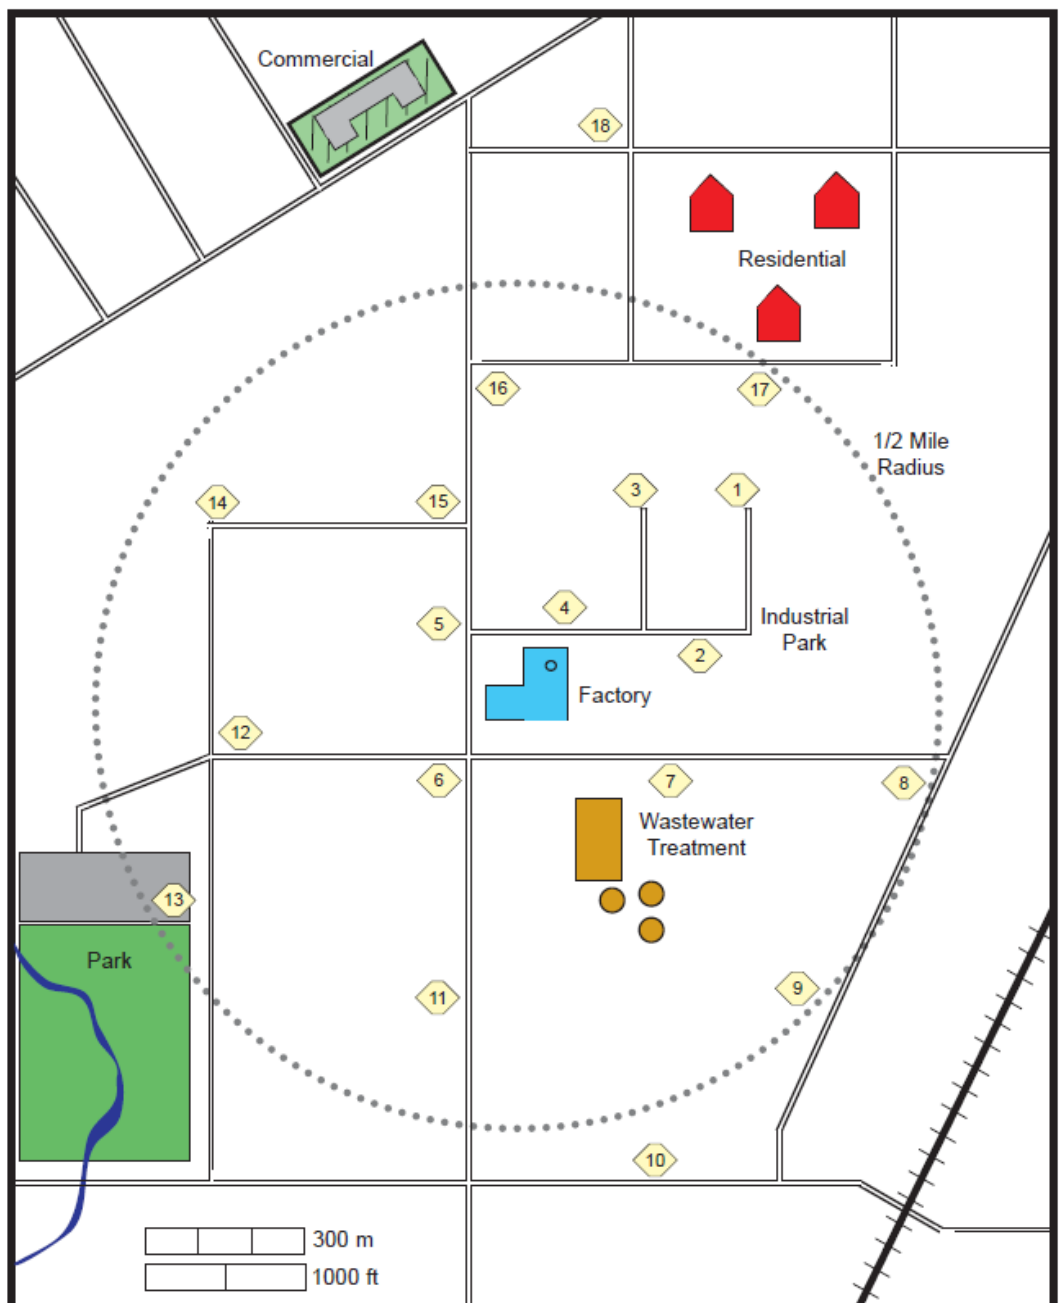 Commercial
18
Residential
16
17
1/2 Mile
Radius
14
15
3
1
4
5
Industrial
Park
2
Factory
12
6
7
8
Wastewater
Treatment
13
Park
11
9
10
300 m
1000 ft